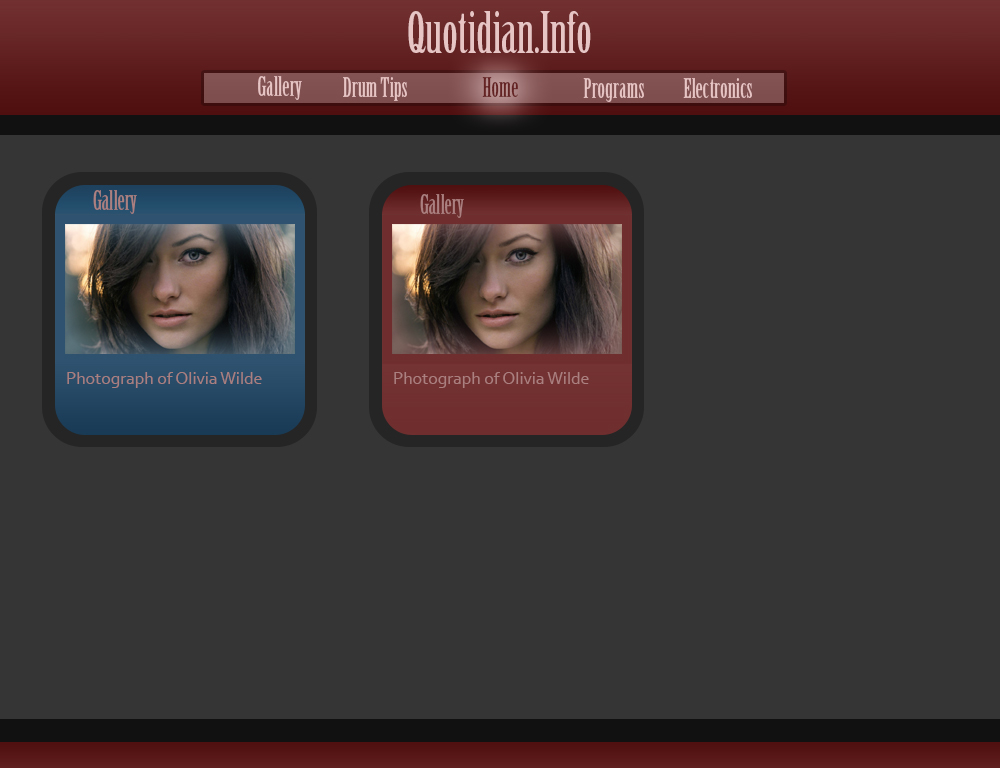 Quotidian.Info
Gallery Drum Tips Home Programs Electronics
Gallery
Photograph of Olivia Wilde
Gallery
Photograph of Olivia Wilde